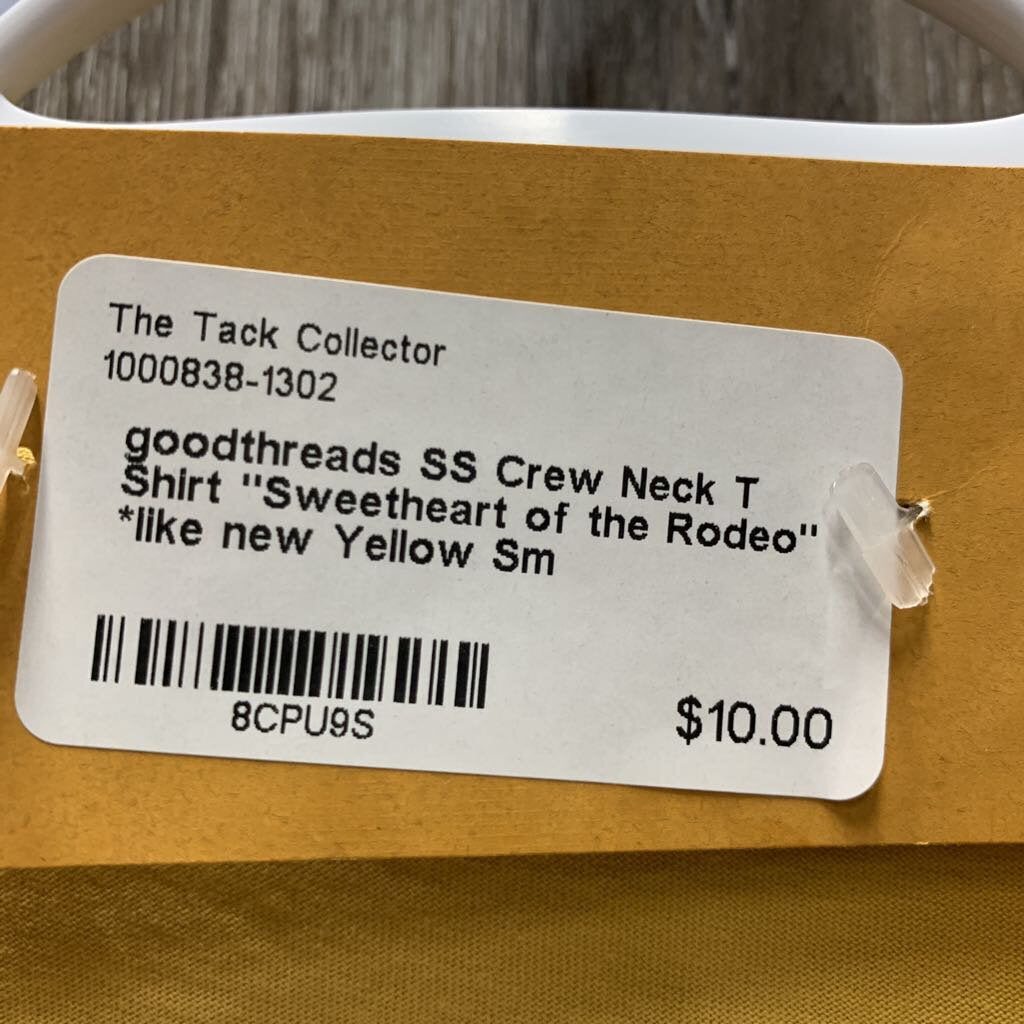 The Tack Collector
1000838-1302
goodthreads SS Crew Neck T
Shirt "Sweetheart of the Rodeo"
*like new Yellow Sm
8CPU9S
$10.00